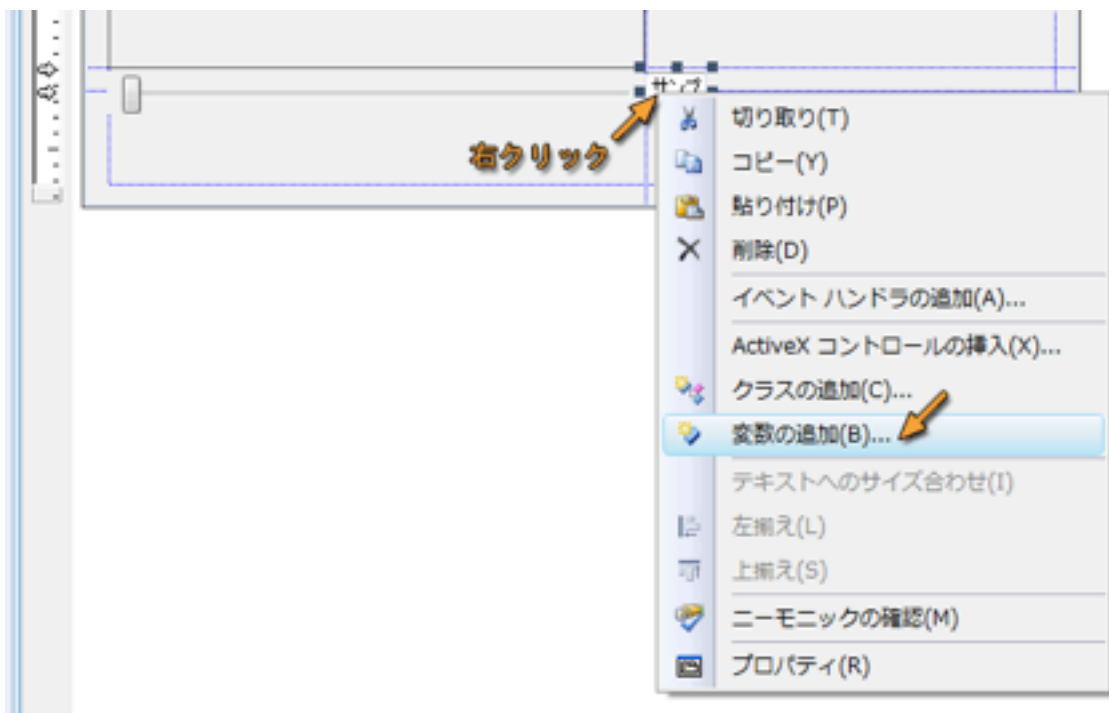 サンプ
右クリック
切り取り(T)
コピー(Y)
貼り付け(P)
削除(D)
イベント ハンドラの追加(A)...
ActiveX コントロールの挿入(X)...
クラスの追加(C)...
変数の追加(B)...
テキストへのサイズ合わせ(I)
左揃え(L)
上揃え(S)
ニーモニックの確認(M)
プロパティ(R)